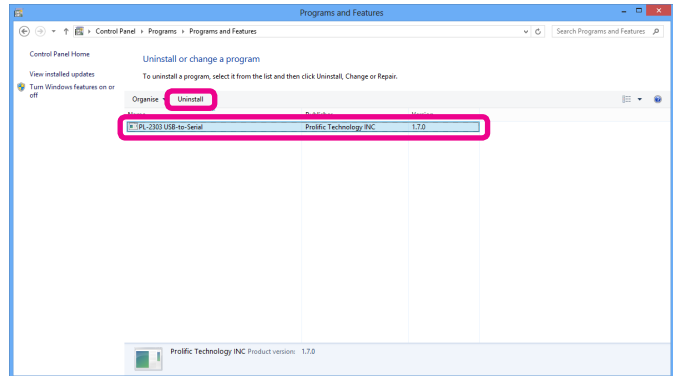 Programs and Features
Control Panel Programs Programs and Features
Search Programs and Features
Control Panel Home
View installed updates
Turn Windows features on or
off
Uninstall or change a program
To uninstall a program, select it from the list and then click Uninstall, Change or Repair.
Organise Uninstall
Name Publisher Version
PL-2303 USB-to-Serial Prolific Technology INC 1.7.0
Prolific Technology INC Product version: 1.7.0